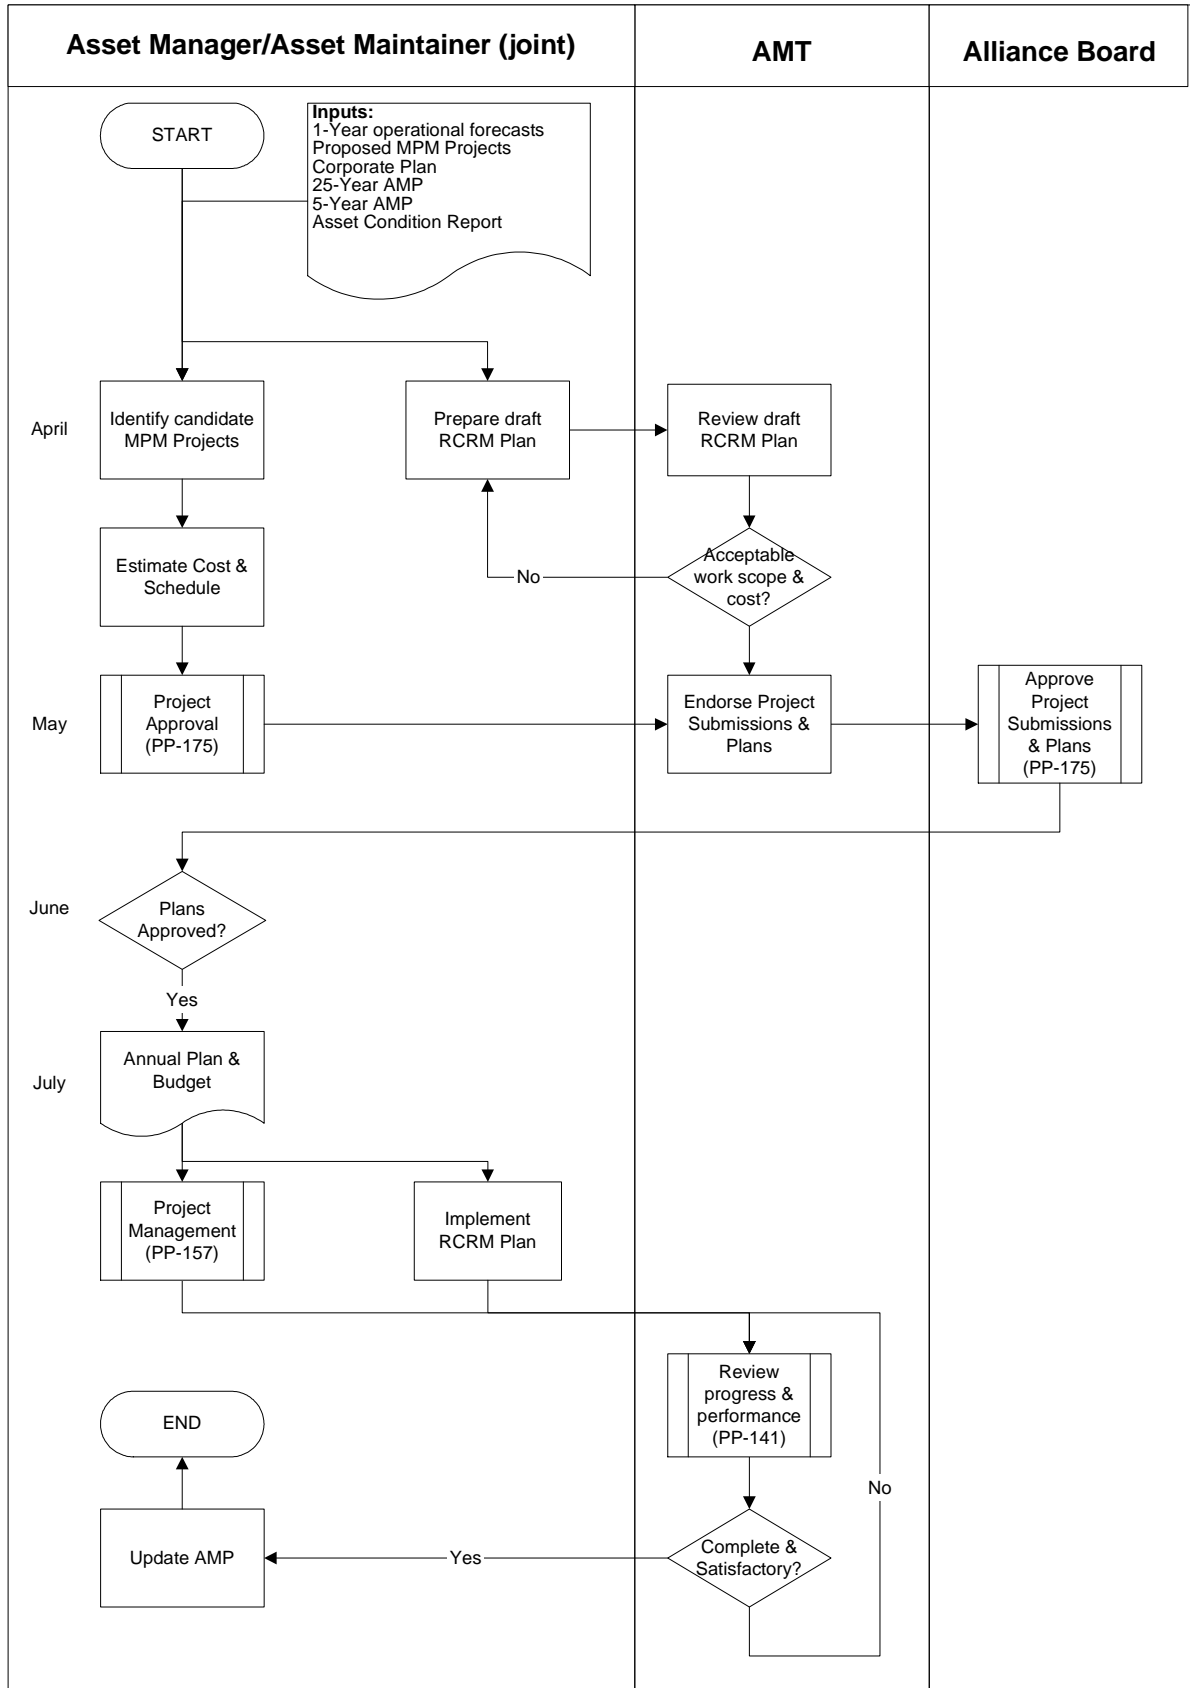 Asset Manager/Asset Maintainer (joint)
AMT
Alliance Board
START
Inputs:
1-Year operational forecasts
Proposed MPM Projects
Corporate Plan
25-Year AMP
5-Year AMP
Asset Condition Report
April
Identify candidate
MPM Projects
Prepare draft
RCRM Plan
Review draft
RCRM Plan
Estimate Cost &
Schedule
No
Acceptable
work scope &
cost?
May
Project
Approval
(PP-175)
Endorse Project
Submissions &
Plans
Approve
Project
Submissions
& Plans
(PP-175)
June
Plans
Approved?
Yes
July
Annual Plan &
Budget
Project
Management
(PP-157)
Implement
RCRM Plan
Review
progress &
performance
(PP-141)
END
No
Update AMP
Yes
Complete &
Satisfactory?